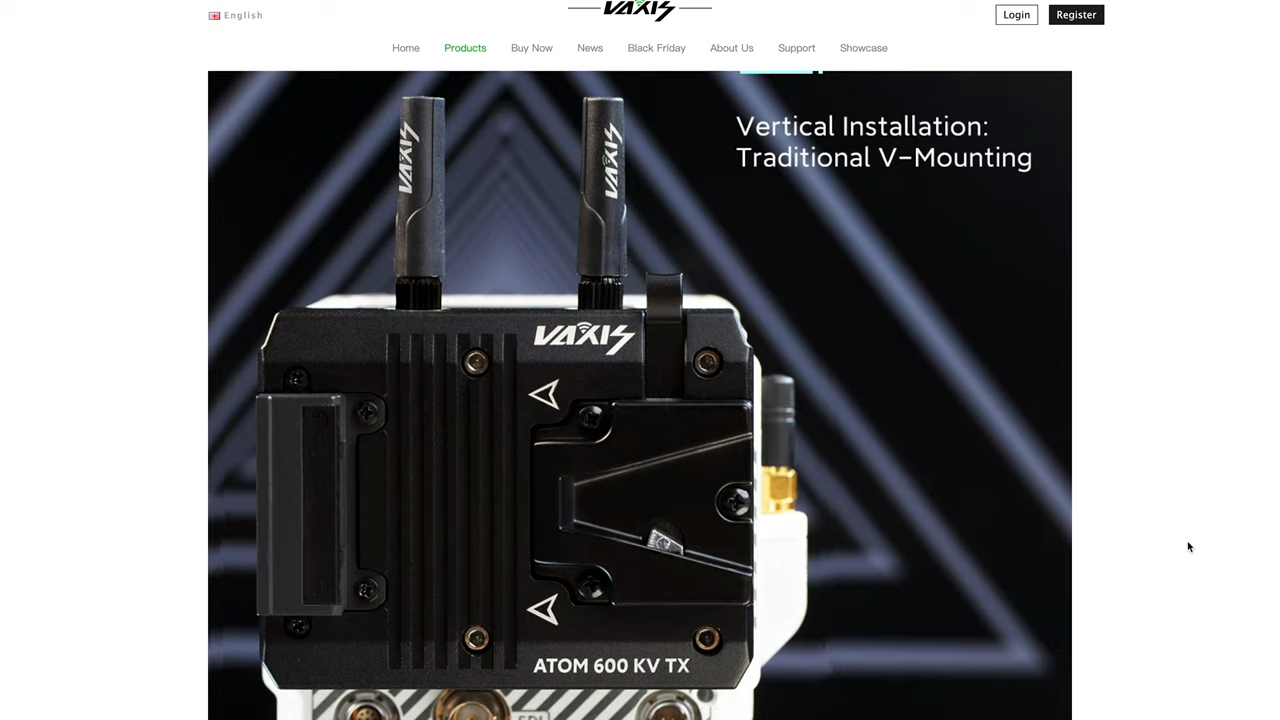 English
VAXIS
Login
Register
Home
Products
Buy Now
News
Black Friday
About Us
Support
Showcase
Vertical Installation:
Traditional V-Mounting
VAXIS
VAXIS
VAXIS
ATOM 600 KV TX
SDI